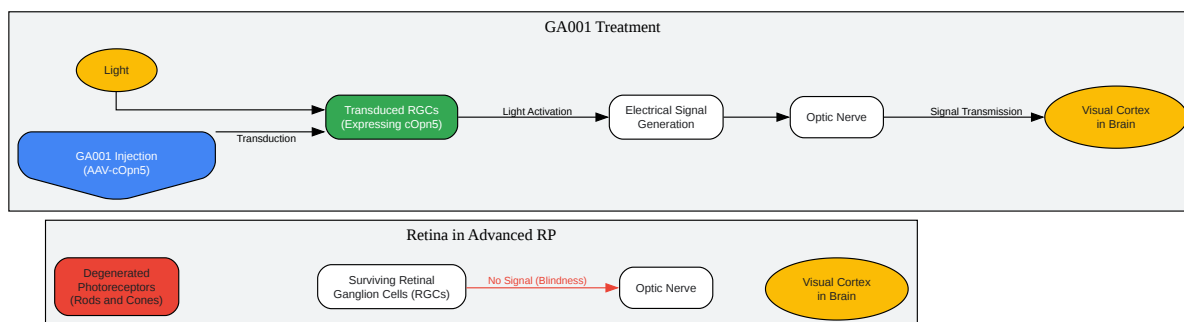 GA001 Treatment
Light
Transduced RGCs
(Expressing cOpn5)
Light Activation
Electrical Signal
Generation
Optic Nerve
Signal Transmission
Visual Cortex
in Brain
Transduction
GA001 Injection
(AAV-cOpn5)
Retina in Advanced RP
Degenerated
Photoreceptors
(Rods and Cones)
Surviving Retinal
Ganglion Cells (RGCs)
No Signal (Blindness)
Optic Nerve
Visual Cortex
in Brain